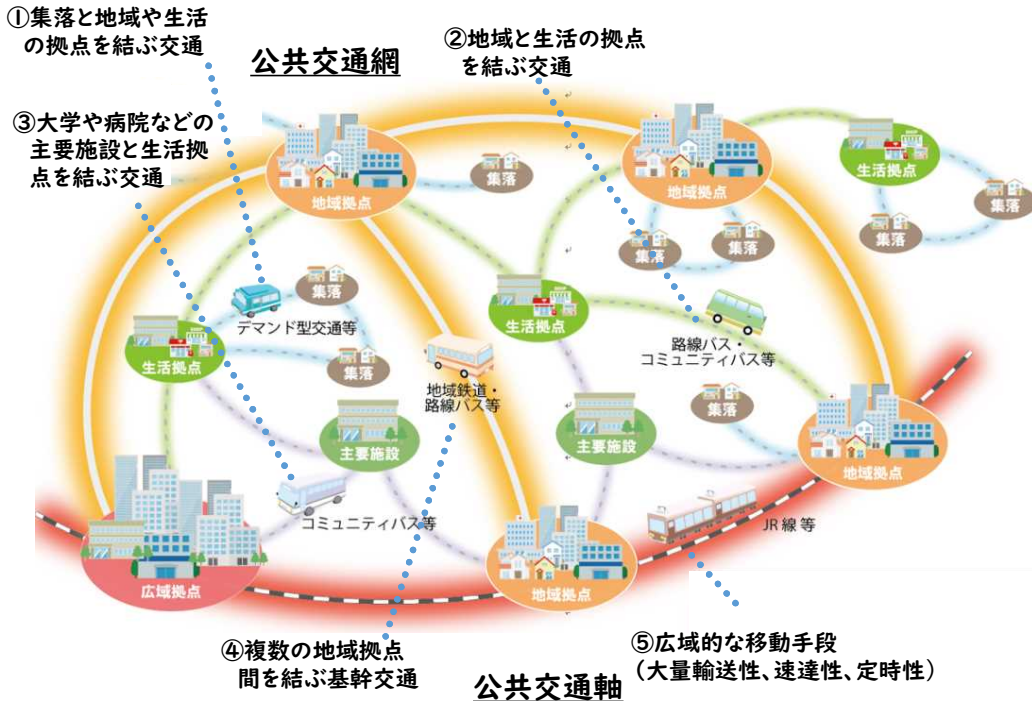 ①集落と地域や生活
の拠点を結ぶ交通
公共交通網
②地域と生活の拠点
を結ぶ交通
③大学や病院などの
主要施設と生活拠
点を結ぶ交通
地域拠点
集落
地域拠点
生活拠点
集落
集落
集落
集落
集落
デマンド型交通等
生活拠点
集落
生活拠点
路線バス・
コミュニティバス等
地域鉄道・
路線バス等
集落
主要施設
主要施設
地域拠点
コミュニティバス等
JR線等
広域拠点
地域拠点
④複数の地域拠点
間を結ぶ基幹交通
⑤広域的な移動手段
（大量輸送性、速達性、定時性）
公共交通軸